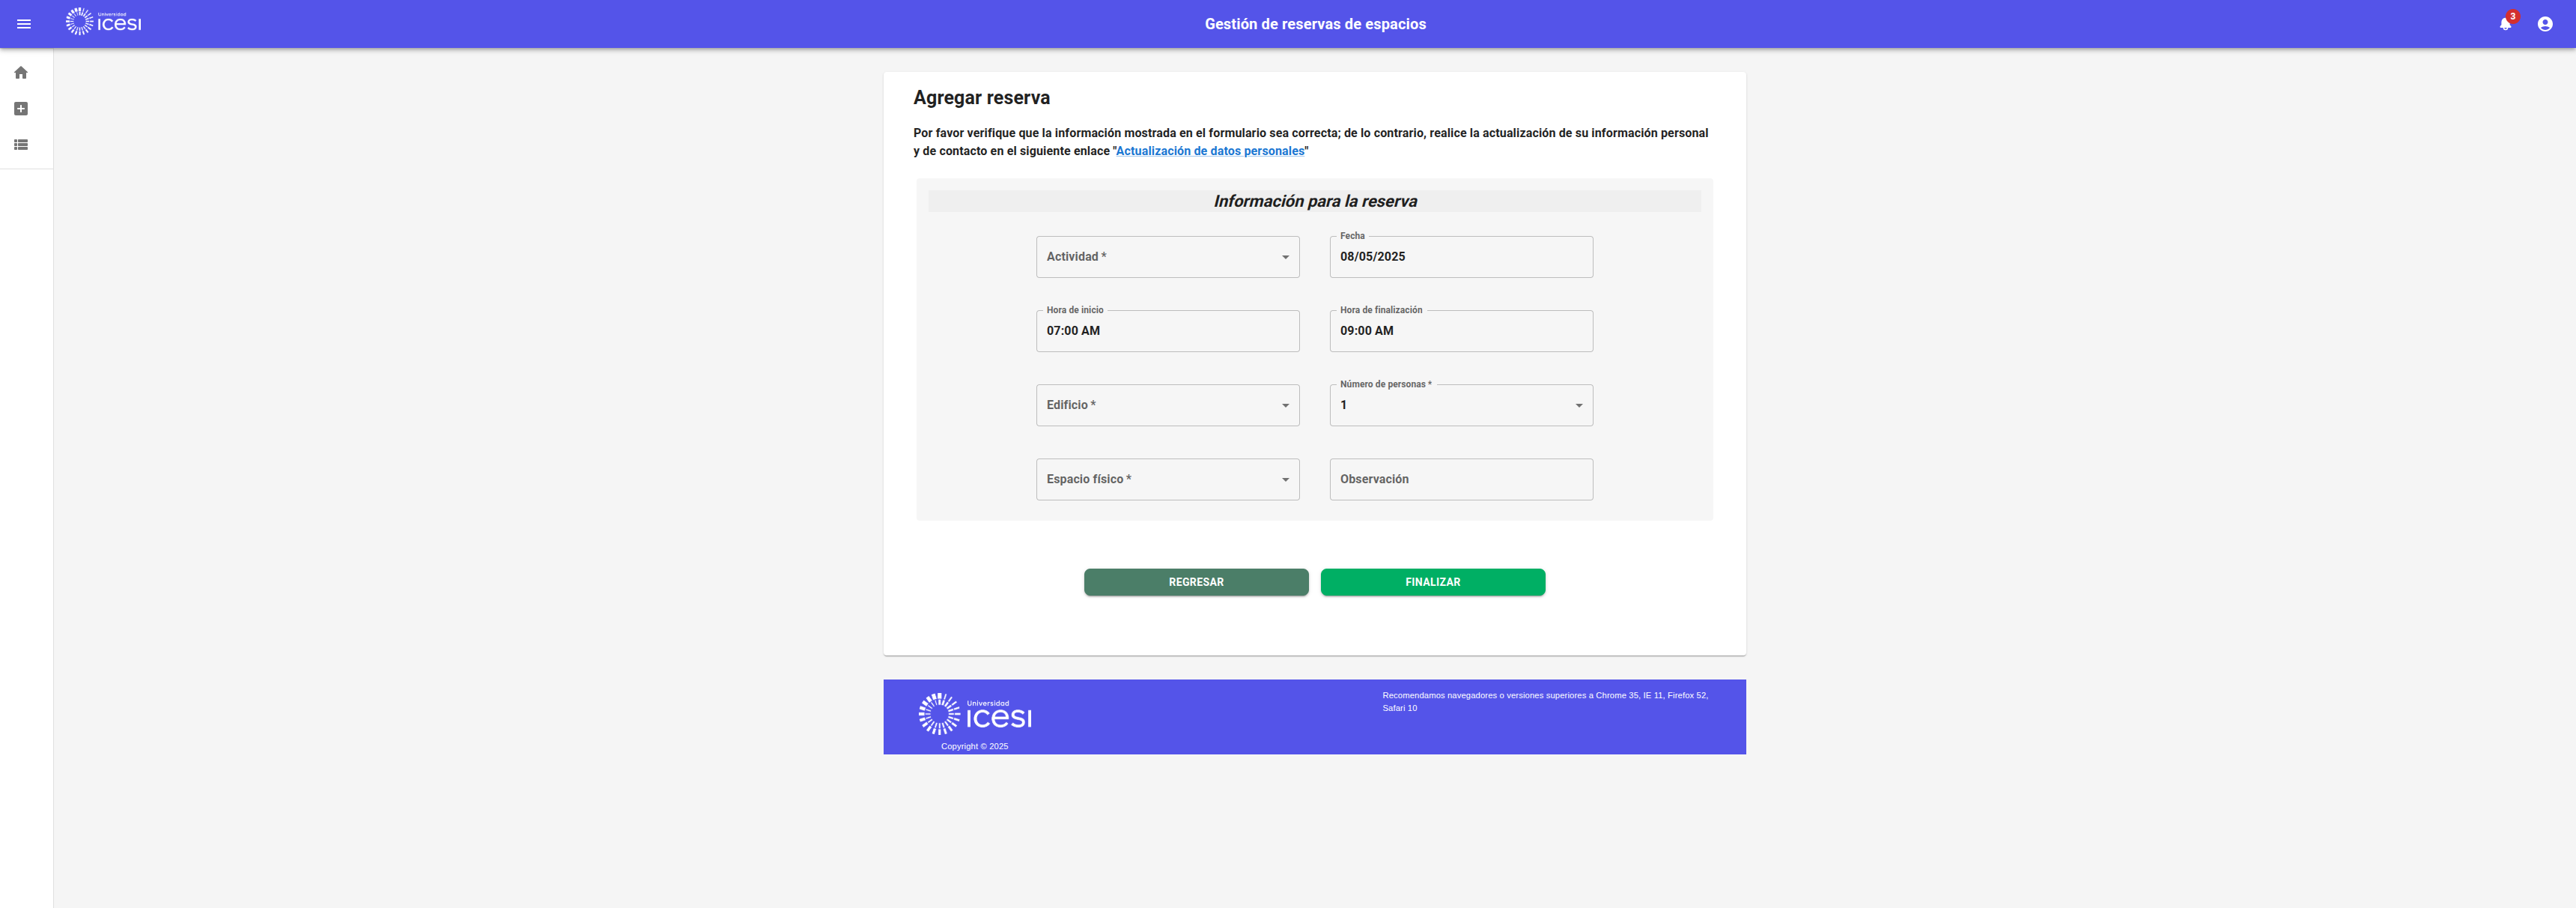 Universidad
icesi
Gestión de reservas de espacios
3
Agregar reserva
Por favor verifique que la información mostrada en el formulario sea correcta; de lo contrario, realice la actualización de su información personal
y de contacto en el siguiente enlace "Actualización de datos personales"
Información para la reserva
Actividad *
Fecha
08/05/2025
Hora de inicio
07:00 AM
Hora de finalización
09:00 AM
Edificio *
Número de personas *
1
Espacio físico *
Observación
REGRESAR
FINALIZAR
Universidad
icesi
Copyright © 2025
Recomendamos navegadores o versiones superiores a Chrome 35, IE 11, Firefox 52,
Safari 10